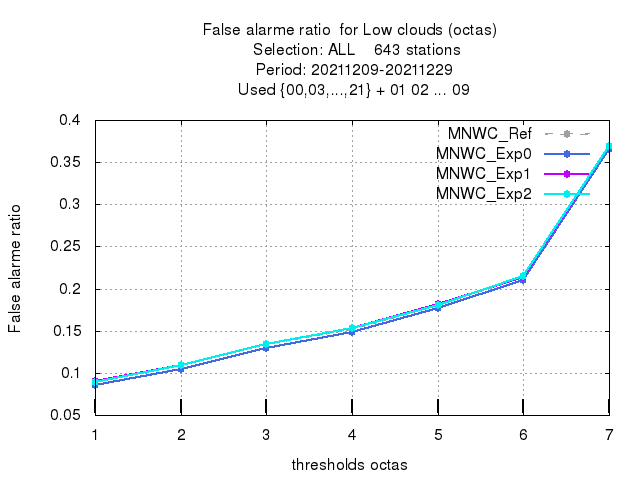 False alarme ratio  for Low clouds (octas)
Selection: ALL    643 stations
Period: 20211209-20211229
Used {00,03,...,21} + 01 02 ... 09
0.4
0.35
0.3
0.25
0.2
0.15
0.1
0.05
False alarme ratio
MNWC_Ref
MNWC_Exp0
MNWC_Exp1
MNWC_Exp2
1 2 3 4 5 6 7
thresholds octas